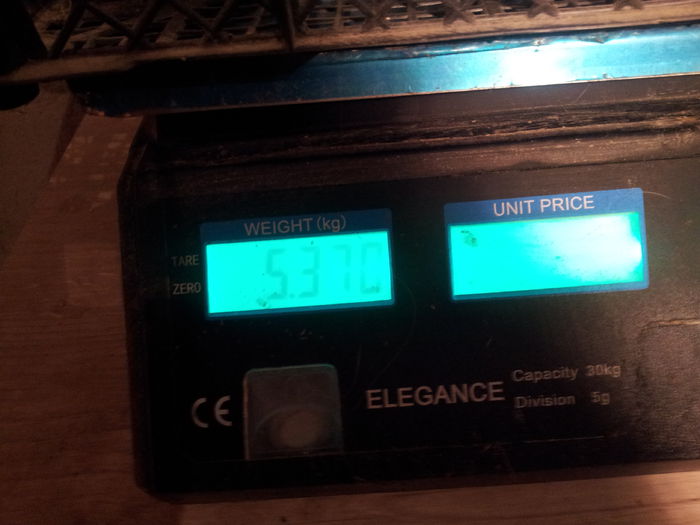 WEIGHT (kg)
UNIT PRICE
TARE
5.370
ZERO
ELEGANCE
Capacity 30kg
Division 5g
CE